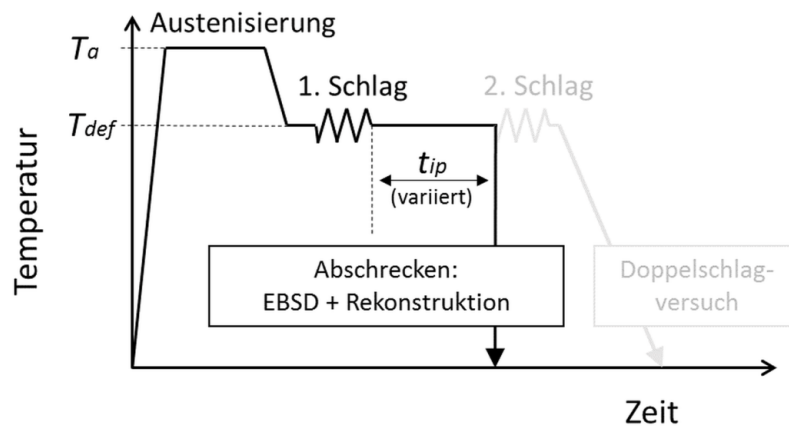 Austenisierung
Ta
1. Schlag
2. Schlag
Tdef
tip
(variiert)
Temperatur
Abschrecken:
EBSD + Rekonstruktion
Doppelschlag-
versuch
Zeit